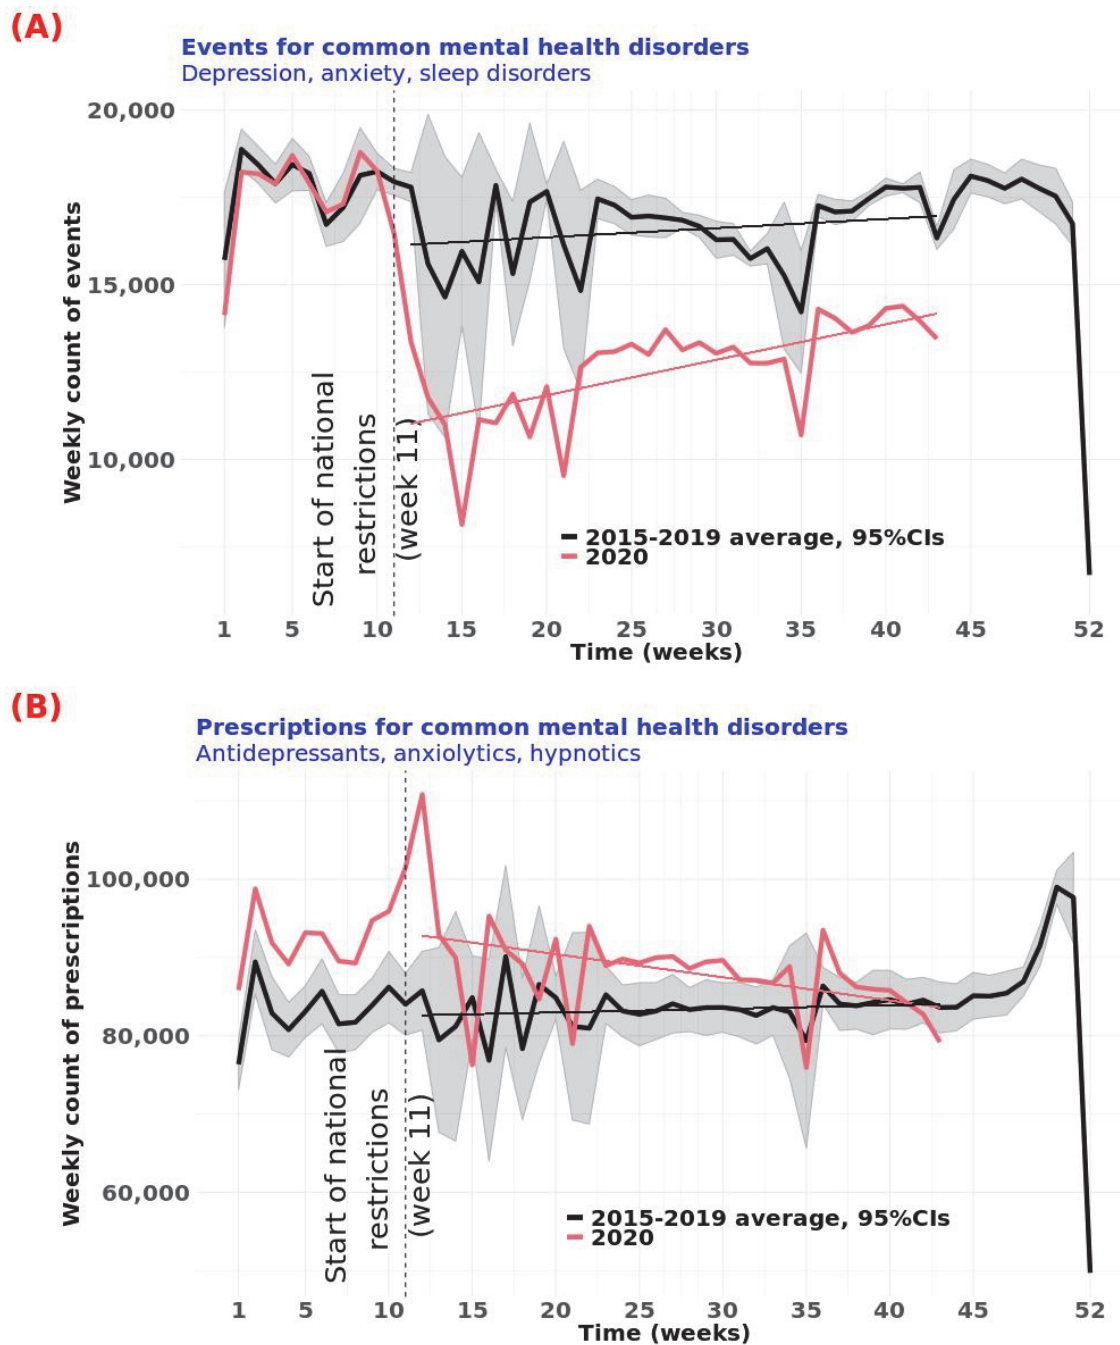 (A)
Events for common mental health disorders
Depression, anxiety, sleep disorders
Weekly count of events
20,000
15,000
10,000
Start of national
restrictions
(week 11)
2015-2019 average, 95%CIs
2020
1 5 10 15 20 25 30 35 40 45 52
Time (weeks)
(B)
Prescriptions for common mental health disorders
Antidepressants, anxiolytics, hypnotics
Weekly count of prescriptions
100,000
80,000
60,000
Start of national
restrictions
(week 11)
2015-2019 average, 95%CIs
2020
1 5 10 15 20 25 30 35 40 45 52
Time (weeks)